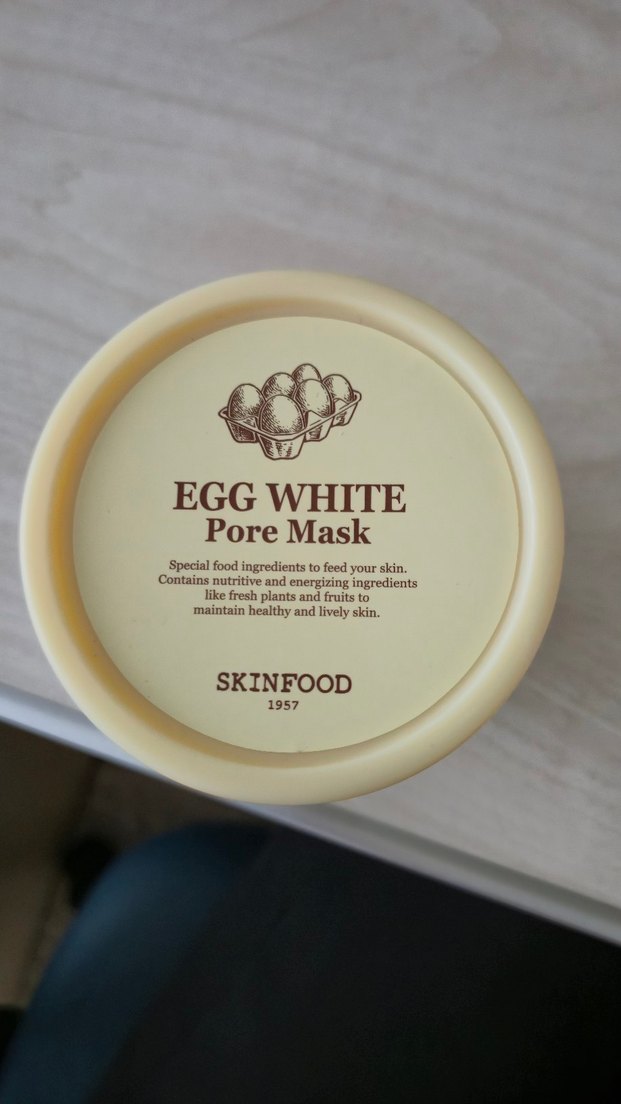 EGG WHITE
Pore Mask
Special food ingredients to feed your skin.
Contains nutritive and energizing ingredients
like fresh plants and fruits to
maintain healthy and lively skin.
SKINFOOD
1957